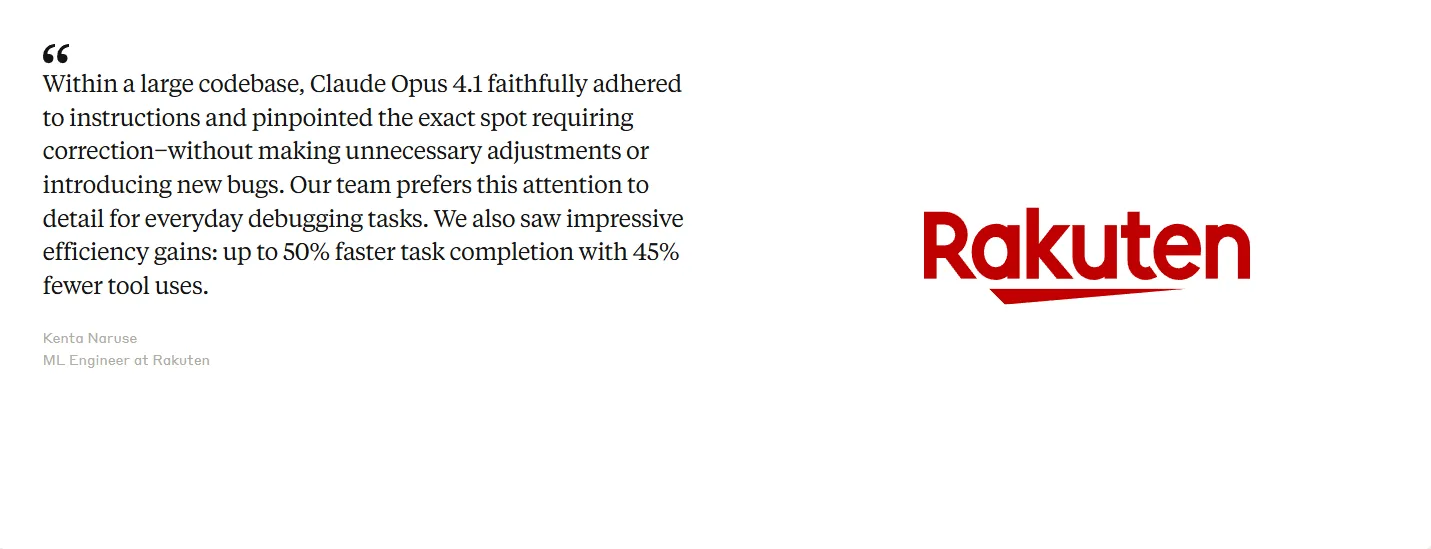 “
Within a large codebase, Claude Opus 4.1 faithfully adhered
to instructions and pinpointed the exact spot requiring
correction–without making unnecessary adjustments or
introducing new bugs. Our team prefers this attention to
detail for everyday debugging tasks. We also saw impressive
efficiency gains: up to 50% faster task completion with 45%
fewer tool uses.
Kenta Naruse
ML Engineer at Rakuten
Rakuten